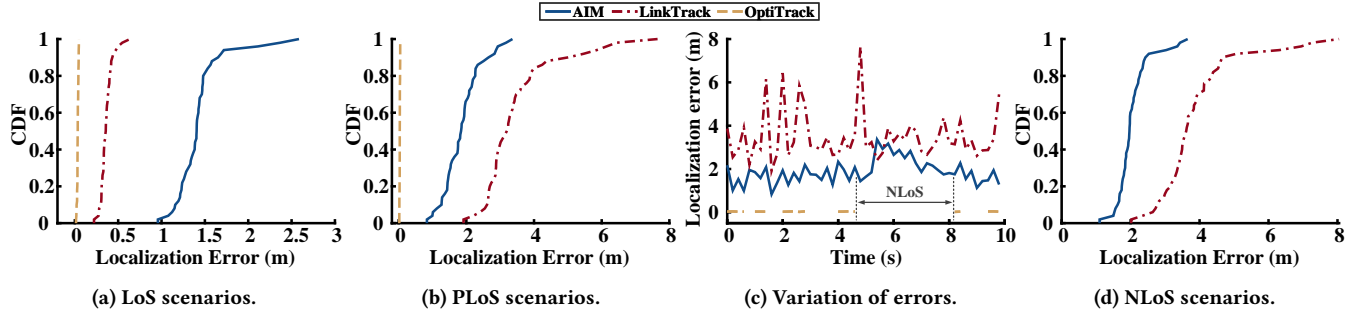 AIM LinkTrack OptiTrack
CDF
1
0.8
0.6
0.4
0.2
0
0 0.5 1 1.5 2 2.5 3
Localization Error (m)
(a) LoS scenarios.
CDF
1
0.8
0.6
0.4
0.2
0
0 2 4 6 8
Localization Error (m)
(b) PLoS scenarios.
Localization error (m)
8
6
4
2
0
NLoS
0 2 4 6 8 10
Time (s)
(c) Variation of errors.
CDF
1
0.8
0.6
0.4
0.2
0
0 2 4 6 8
Localization Error (m)
(d) NLoS scenarios.